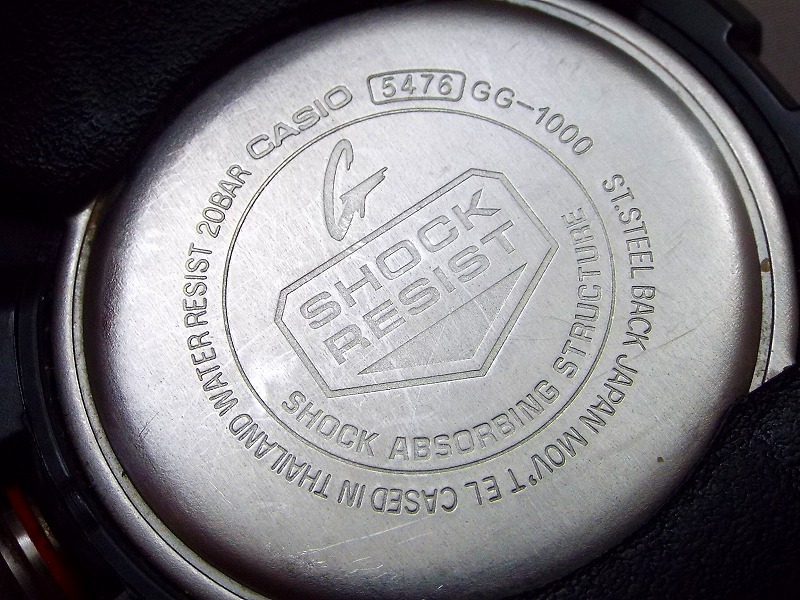 CASIO 5476 GG-1000
ST.STEEL BACK JAPAN MOV'T EL CASED IN THAILAND WATER RESIST 20BAR
G
SHOCK
RESIST
SHOCK ABSORBING STRUCTURE